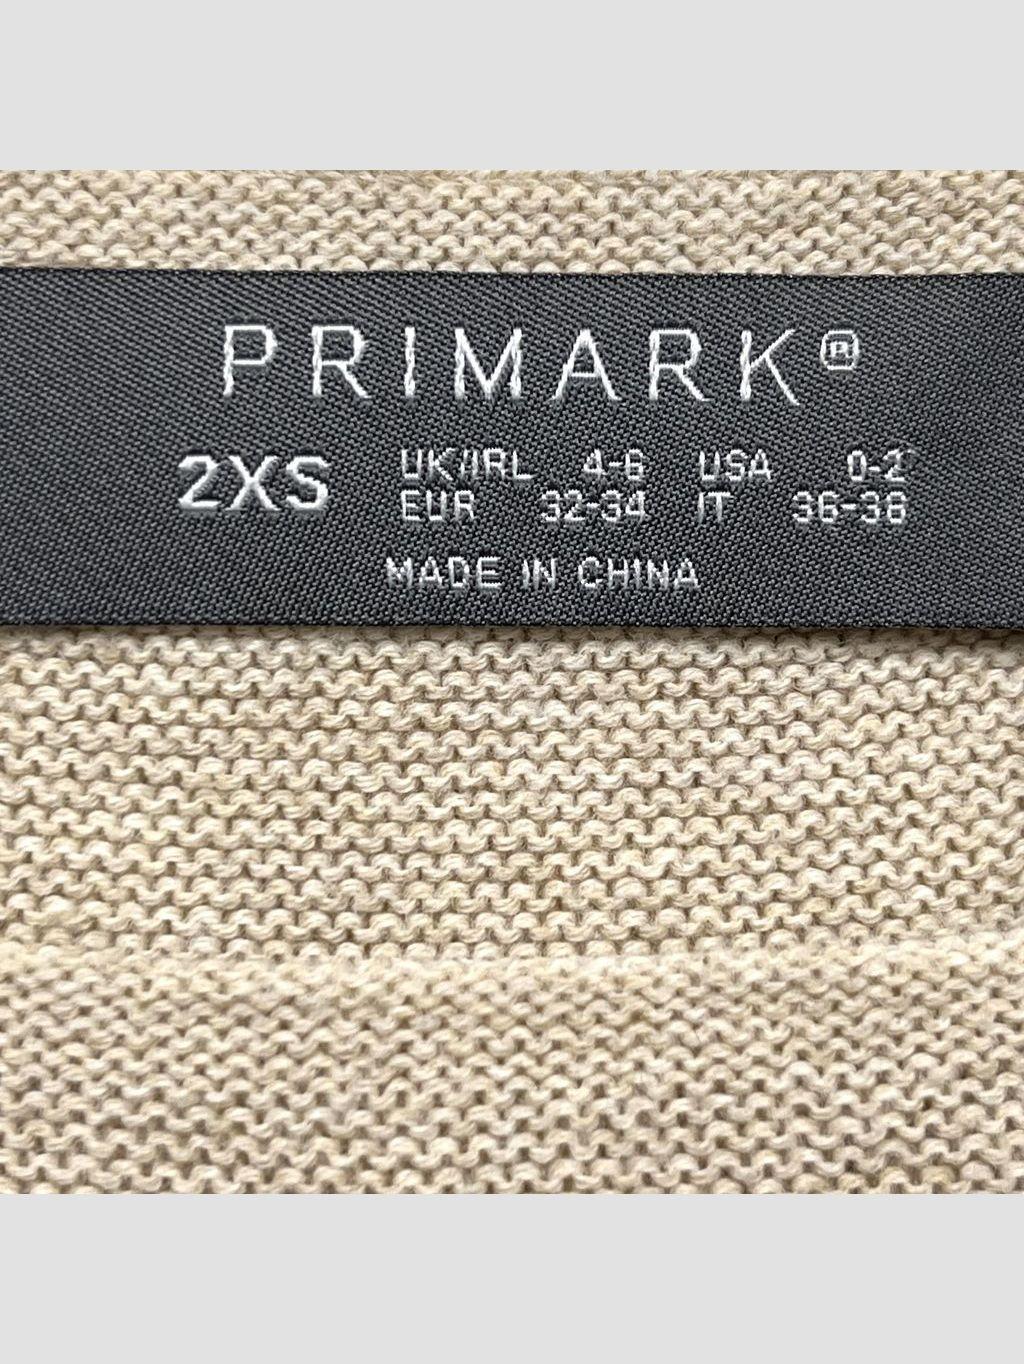 PRIMARK®
2XS UK/IRL 4-6 USA 0-2
EUR 32-34 IT 36-38
MADE IN CHINA